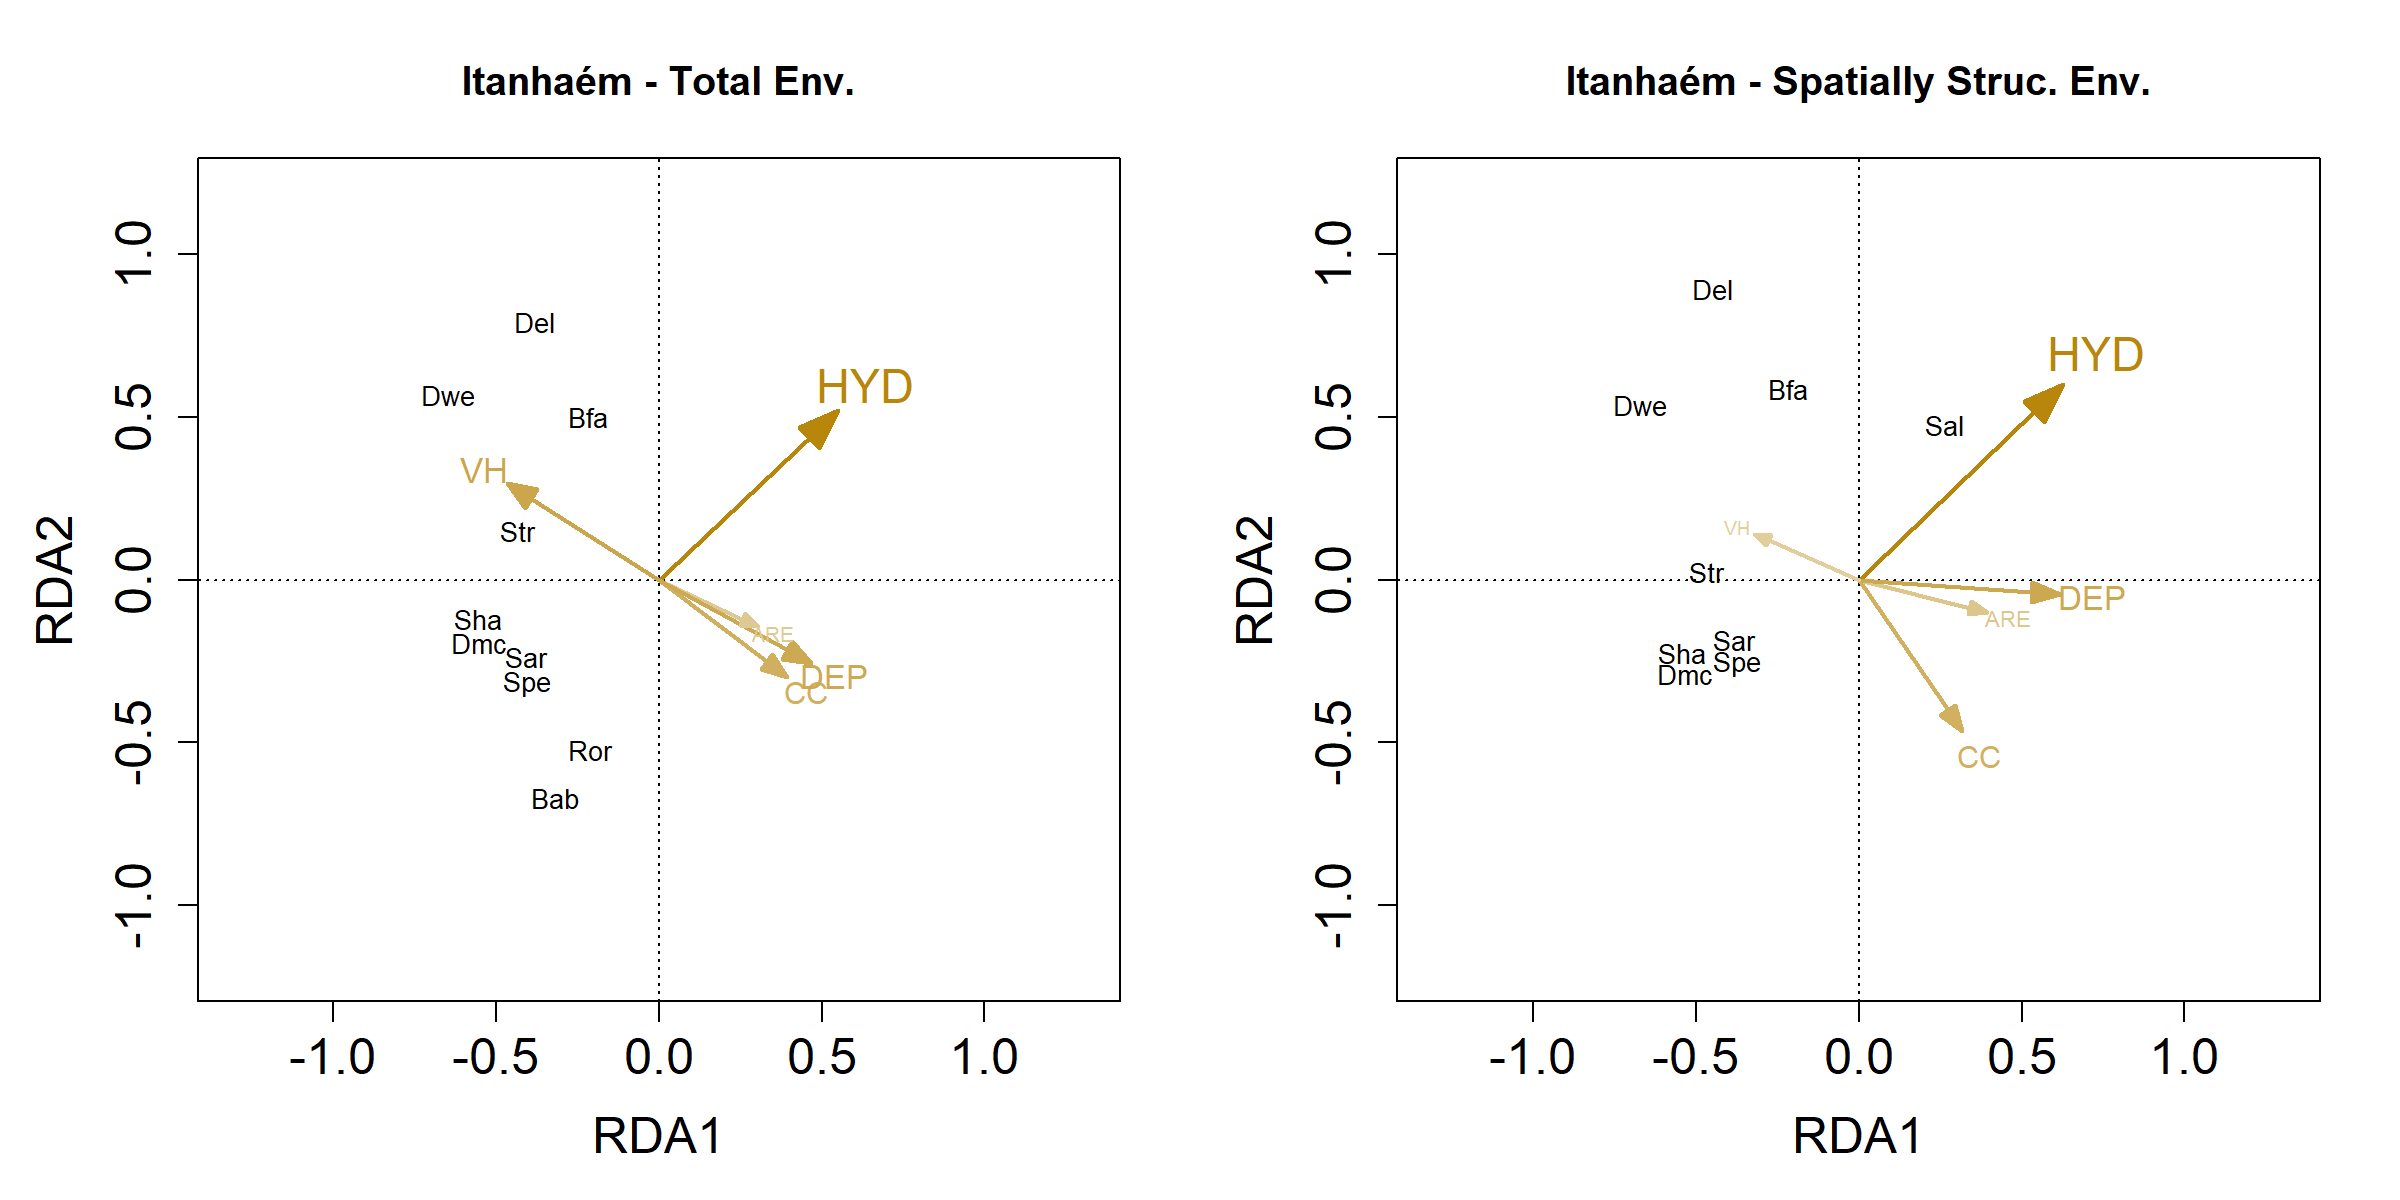 Itanhaém - Total Env.
RDA2
1.0
0.5
0.0
-0.5
-1.0
Del
HYD
Dwe
Bfa
VH
Str
Sha
ARE
Dmc
Sar
DEP
Spe
CC
Ror
Bab
-1.0 -0.5 0.0 0.5 1.0
RDA1
Itanhaém - Spatially Struc. Env.
RDA2
1.0
0.5
0.0
-0.5
-1.0
Del
HYD
Bfa
Dwe
Sal
VH
Str
DEP
ARE
Sar
Sha
Spe
Dmc
CC
-1.0 -0.5 0.0 0.5 1.0
RDA1